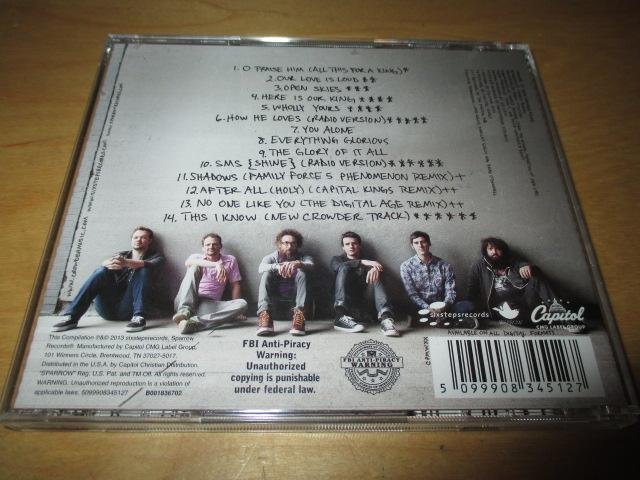 1. O PRAISE HIM (ALL THIS FOR A KING)*
2. OUR LOVE IS LOUD **
3. OPEN SKIES ***
4. HERE IS OUR KING ****
5. WHOLLY YOURS ****
6. HOW HE LOVES (RADIO VERSION)*****
7. YOU ALONE
8. EVERYTHING GLORIOUS
9. THE GLORY OF IT ALL
10. SMS {SHINE} (RADIO VERSION)*****
11. SHADOWS (FAMILY FORCE 5 PHENOMENON REMIX)+
12. AFTER ALL (HOLY) (CAPITAL KINGS REMIX)++
13. NO ONE LIKE YOU (THE DIGITAL AGE REMIX)++
14. THIS I KNOW (NEW CROWDER TRACK)******
sixstepsrecords
Capitol
CMG LABEL GROUP
AVAILABLE ON ALL DIGITAL FORMATS
This Compilation ℗&© 2013 sixsteprecords, Sparrow
Records® Manufactured by Capitol CMG Label Group,
101 Winners Circle, Brentwood, TN 37027-5017.
Distributed in the U.S.A. by Capitol Christian Distribution.
"SPARROW" Reg. U.S. Pat. and TM Off. All rights reserved.
WARNING: Unauthorized reproduction is a violation of
applicable laws. 5099908345127 B001836702
FBI Anti-Piracy
Warning:
Unauthorized
copying is punishable
under federal law.
FBI ANTI-PIRACY
WARNING
5 099908 345127